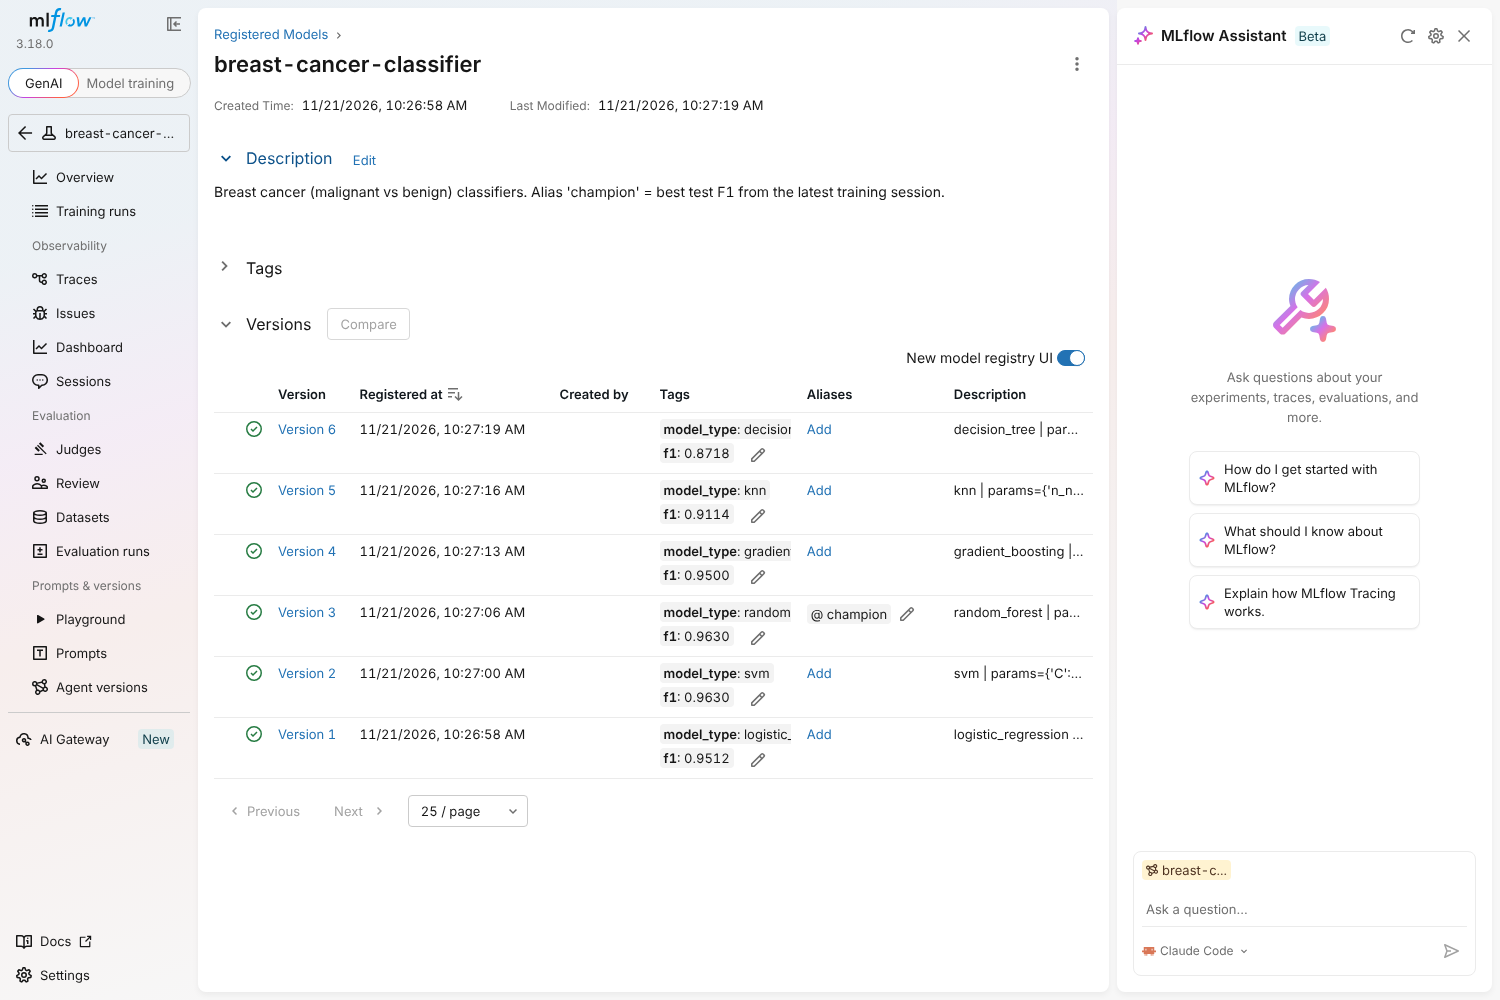 mlflow
3.18.0
GenAI
Model training
breast-cancer-...
Overview
Training runs
Observability
Traces
Issues
Dashboard
Sessions
Evaluation
Judges
Review
Datasets
Evaluation runs
Prompts & versions
Playground
Prompts
Agent versions
AI Gateway New
Docs
Settings
Registered Models
breast-cancer-classifier
Created Time: 11/21/2026, 10:26:58 AM Last Modified: 11/21/2026, 10:27:19 AM
Description Edit
Breast cancer (malignant vs benign) classifiers. Alias 'champion' = best test F1 from the latest training session.
Tags
Versions Compare
New model registry UI
Version Registered at Created by Tags Aliases Description
Version 6 11/21/2026, 10:27:19 AM model_type: decision Add decision_tree | par...
f1: 0.8718
Version 5 11/21/2026, 10:27:16 AM model_type: knn Add knn | params={'n_n...
f1: 0.9114
Version 4 11/21/2026, 10:27:13 AM model_type: gradient Add gradient_boosting |...
f1: 0.9500
Version 3 11/21/2026, 10:27:06 AM model_type: random @ champion random_forest | pa...
f1: 0.9630
Version 2 11/21/2026, 10:27:00 AM model_type: svm Add svm | params={'C':...
f1: 0.9630
Version 1 11/21/2026, 10:26:58 AM model_type: logistic_ Add logistic_regression ...
f1: 0.9512
Previous Next 25 / page
MLflow Assistant Beta
Ask questions about your
experiments, traces, evaluations, and
more.
How do I get started with
MLflow?
What should I know about
MLflow?
Explain how MLflow Tracing
works.
breast-c...
Ask a question...
Claude Code